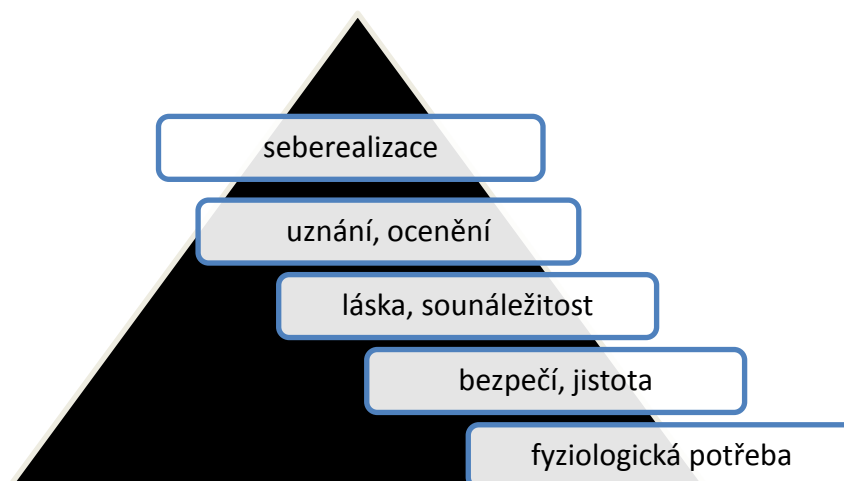 seberealizace
uznání, ocenění
láska, sounáležitost
bezpečí, jistota
fyziologická potřeba